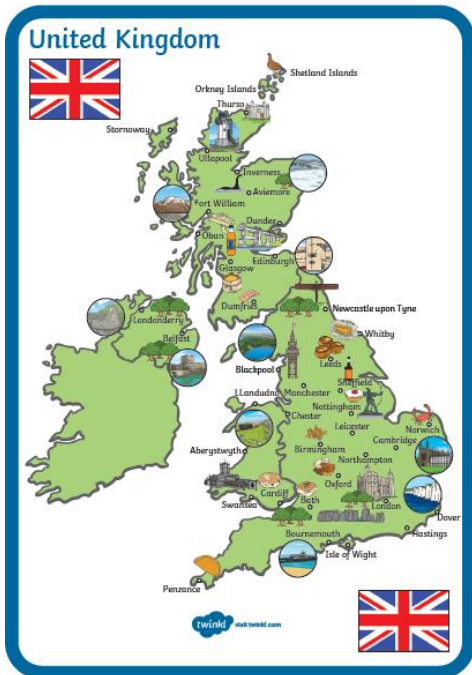 United Kingdom
Shetland Islands
Orkney Islands
Thurso
Stornoway
Ullapool
Inverness
Aviemore
Fort William
Dundee
Oban
Edinburgh
Glasgow
Dumfries
Newcastle upon Tyne
Londonderry
Whitby
Belfast
Leeds
Blackpool
Sheffield
LLandudno
Manchester
Nottingham
Chester
Leicester
Norwich
Cambridge
Aberystwyth
Birmingham
Northampton
Oxford
Cardiff
London
Swansea
Bath
Dover
Hastings
Bournemouth
Isle of Wight
Penzance
twinkl
visit twinkl.com